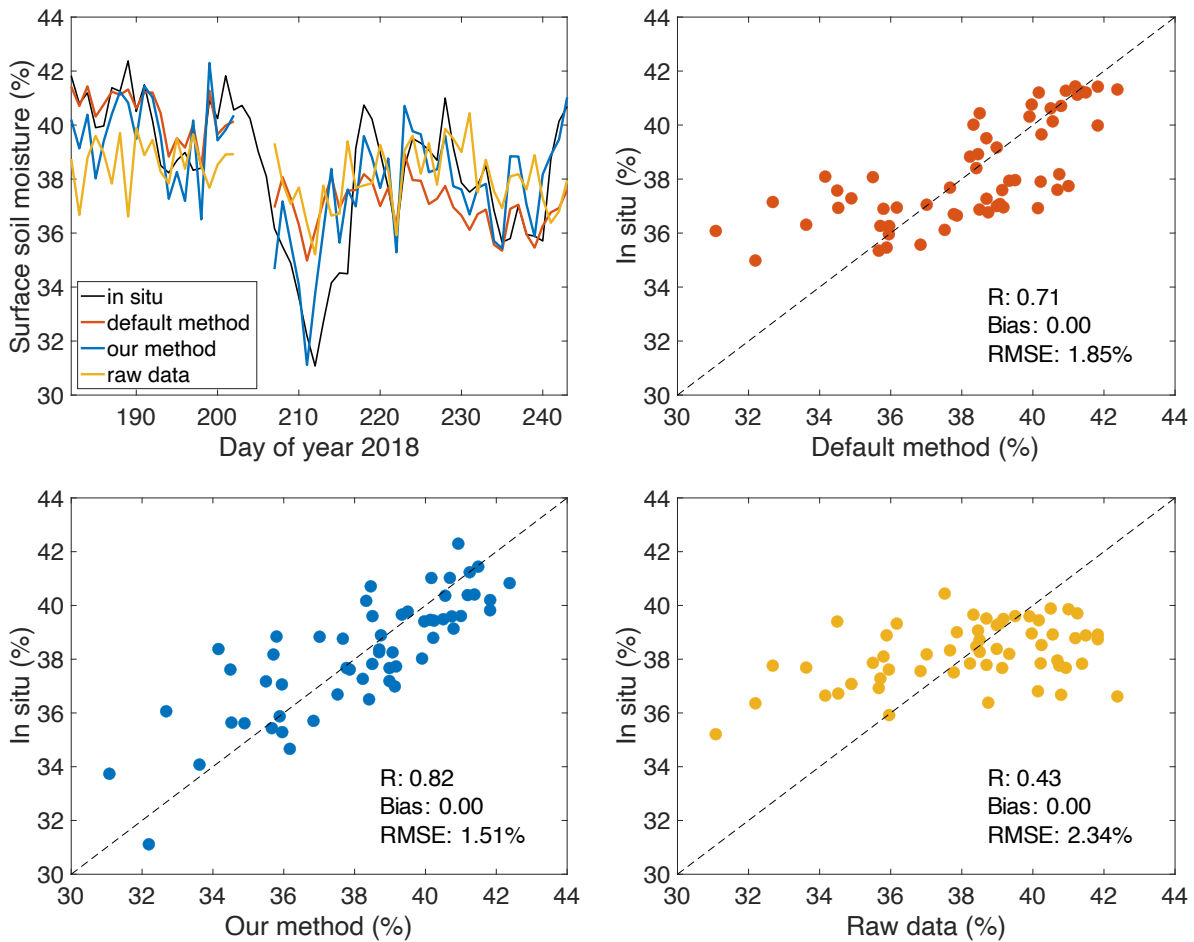 44
42
40
38
36
34
32
30
Surface soil moisture (%)
in situ
default method
our method
raw data
190
200
210
220
230
240
Day of year 2018
44
42
40
38
36
34
32
30
In situ (%)
R: 0.71
Bias: 0.00
RMSE: 1.85%
30
32
34
36
38
40
42
44
Default method (%)
44
42
40
38
36
34
32
30
In situ (%)
R: 0.82
Bias: 0.00
RMSE: 1.51%
30
32
34
36
38
40
42
44
Our method (%)
44
42
40
38
36
34
32
30
In situ (%)
R: 0.43
Bias: 0.00
RMSE: 2.34%
30
32
34
36
38
40
42
44
Raw data (%)